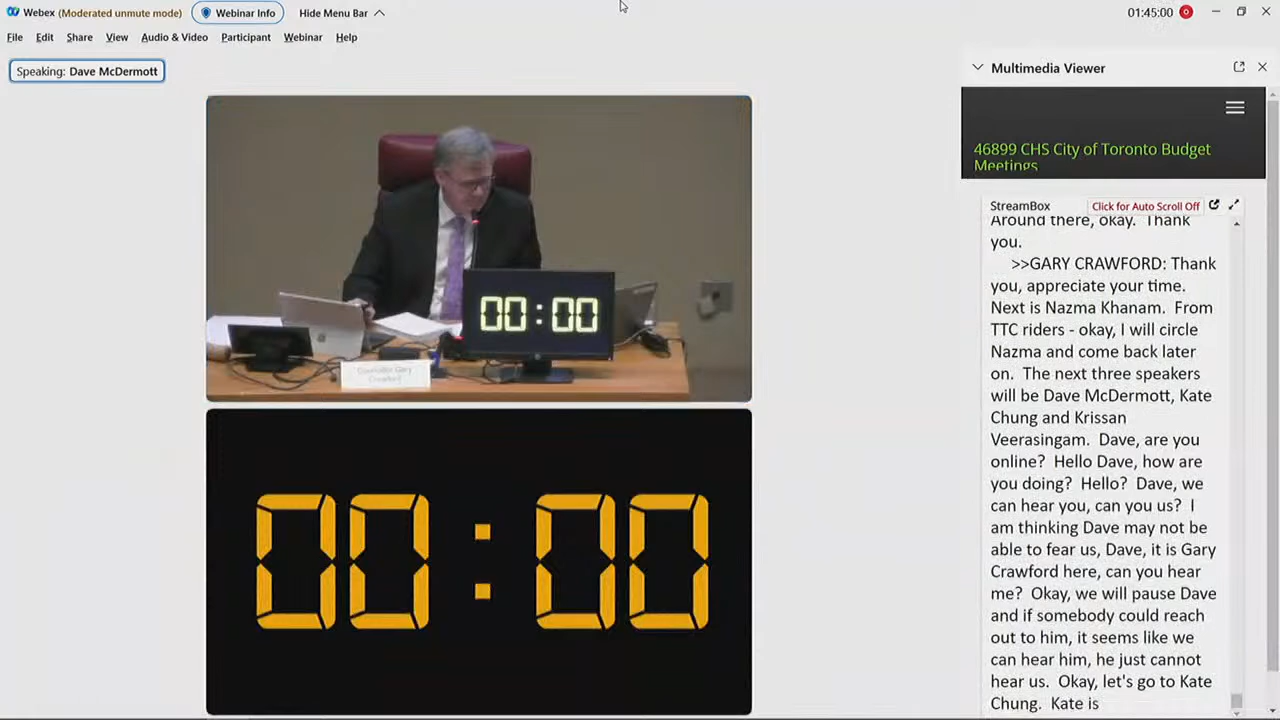 Webex (Moderated unmute mode) Webinar Info Hide Menu Bar 01:45:00
File Edit Share View Audio & Video Participant Webinar Help
Speaking: Dave McDermott
00:00
Councillor Gary
Crawford
00:00
Multimedia Viewer
46899 CHS City of Toronto Budget
Meetings
StreamBox Click for Auto Scroll Off
Around there, okay. Thank
you.
>>GARY CRAWFORD: Thank
you, appreciate your time.
Next is Nazma Khanam. From
TTC riders - okay, I will circle
Nazma and come back later
on. The next three speakers
will be Dave McDermott, Kate
Chung and Krissan
Veerasingam. Dave, are you
online? Hello Dave, how are
you doing? Hello? Dave, we
can hear you, can you us? I
am thinking Dave may not be
able to fear us, Dave, it is Gary
Crawford here, can you hear
me? Okay, we will pause Dave
and if somebody could reach
out to him, it seems like we
can hear him, he just cannot
hear us. Okay, let's go to Kate
Chung. Kate is